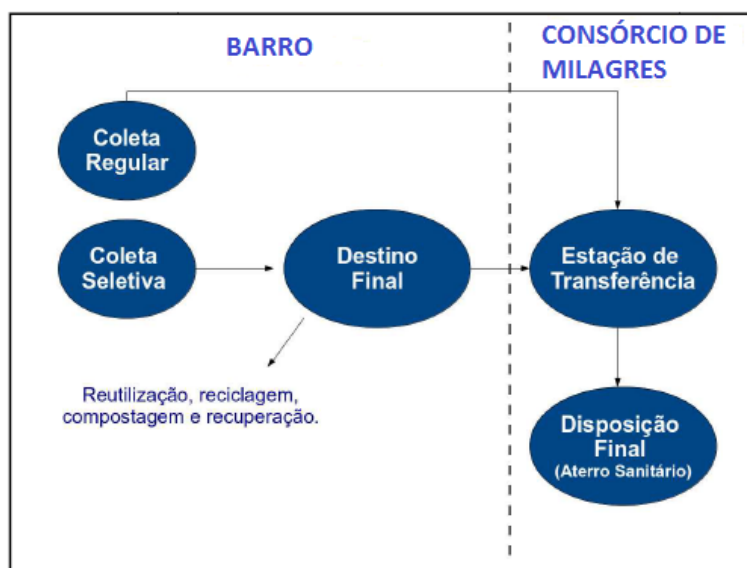 BARRO
CONSÓRCIO DE
MILAGRES
Coleta
Regular
Coleta
Seletiva
Destino
Final
Estação de
Transferência
Reutilização, reciclagem,
compostagem e recuperação.
Disposição
Final
(Aterro Sanitário)